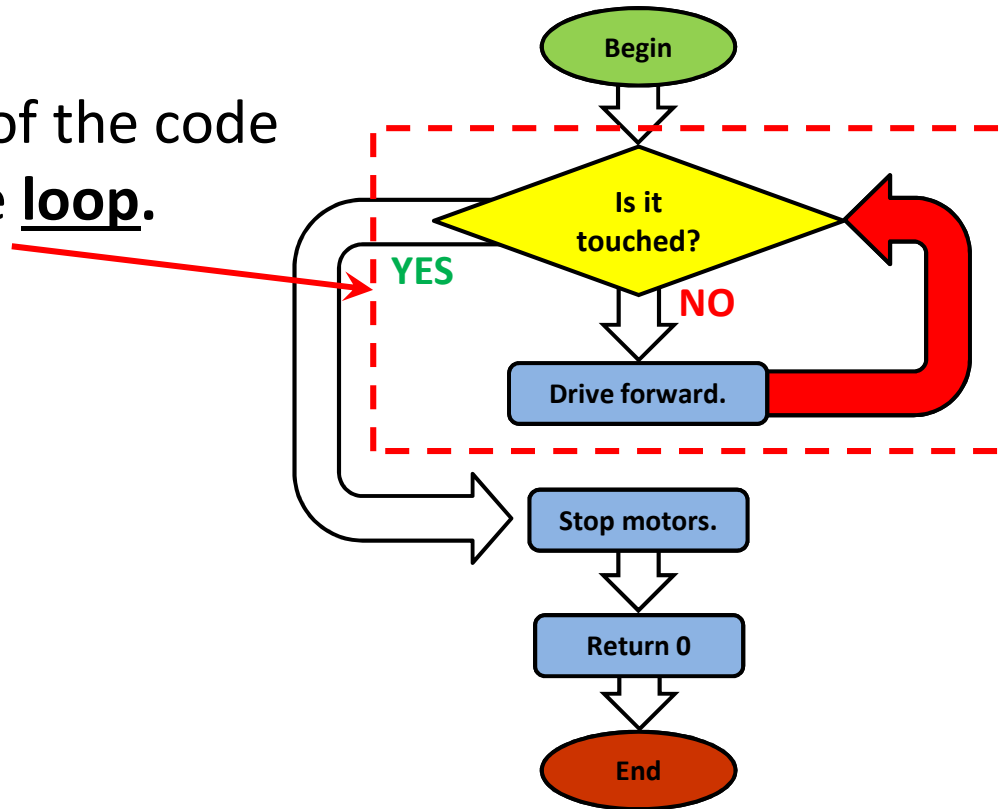 Begin
of the code
e loop.
Is it
touched?
YES
NO
Drive forward.
Stop motors.
Return 0
End